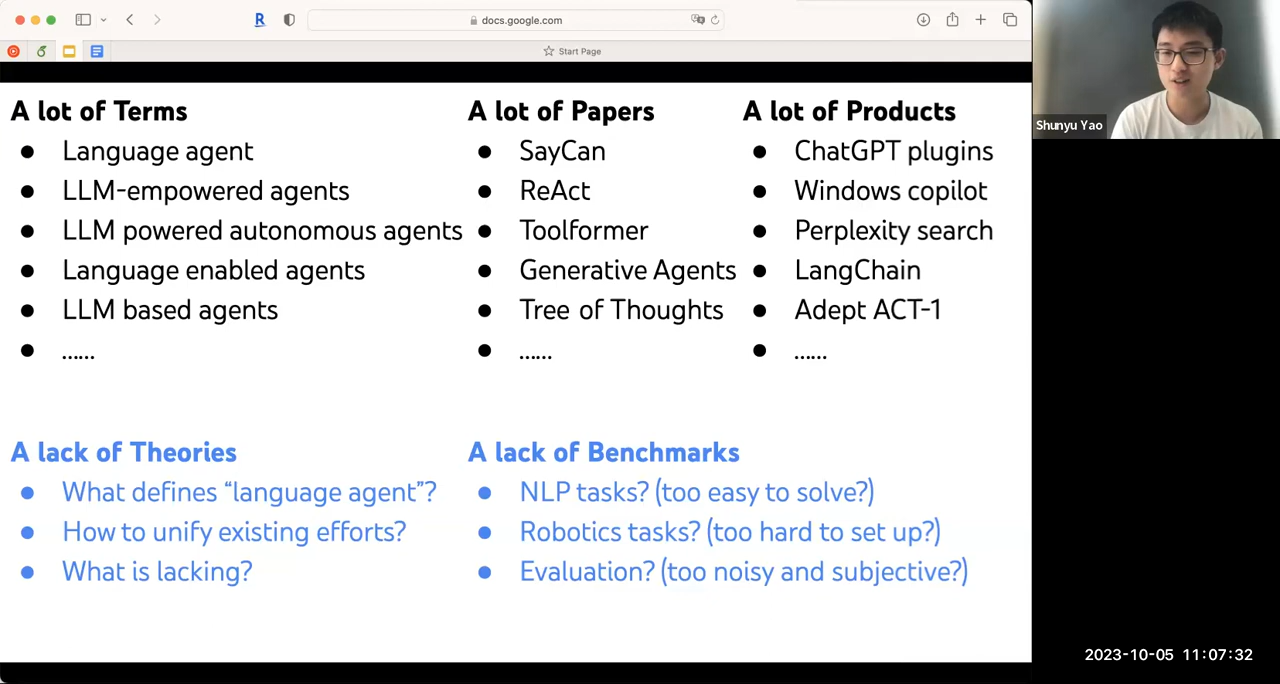 docs.google.com
Start Page
A lot of Terms
Language agent
LLM-empowered agents
LLM powered autonomous agents
Language enabled agents
LLM based agents
......
A lot of Papers
SayCan
ReAct
Toolformer
Generative Agents
Tree of Thoughts
......
A lot of Products
ChatGPT plugins
Windows copilot
Perplexity search
LangChain
Adept ACT-1
......
A lack of Theories
What defines “language agent”?
How to unify existing efforts?
What is lacking?
A lack of Benchmarks
NLP tasks? (too easy to solve?)
Robotics tasks? (too hard to set up?)
Evaluation? (too noisy and subjective?)
Shunyu Yao
2023-10-05 11:07:32